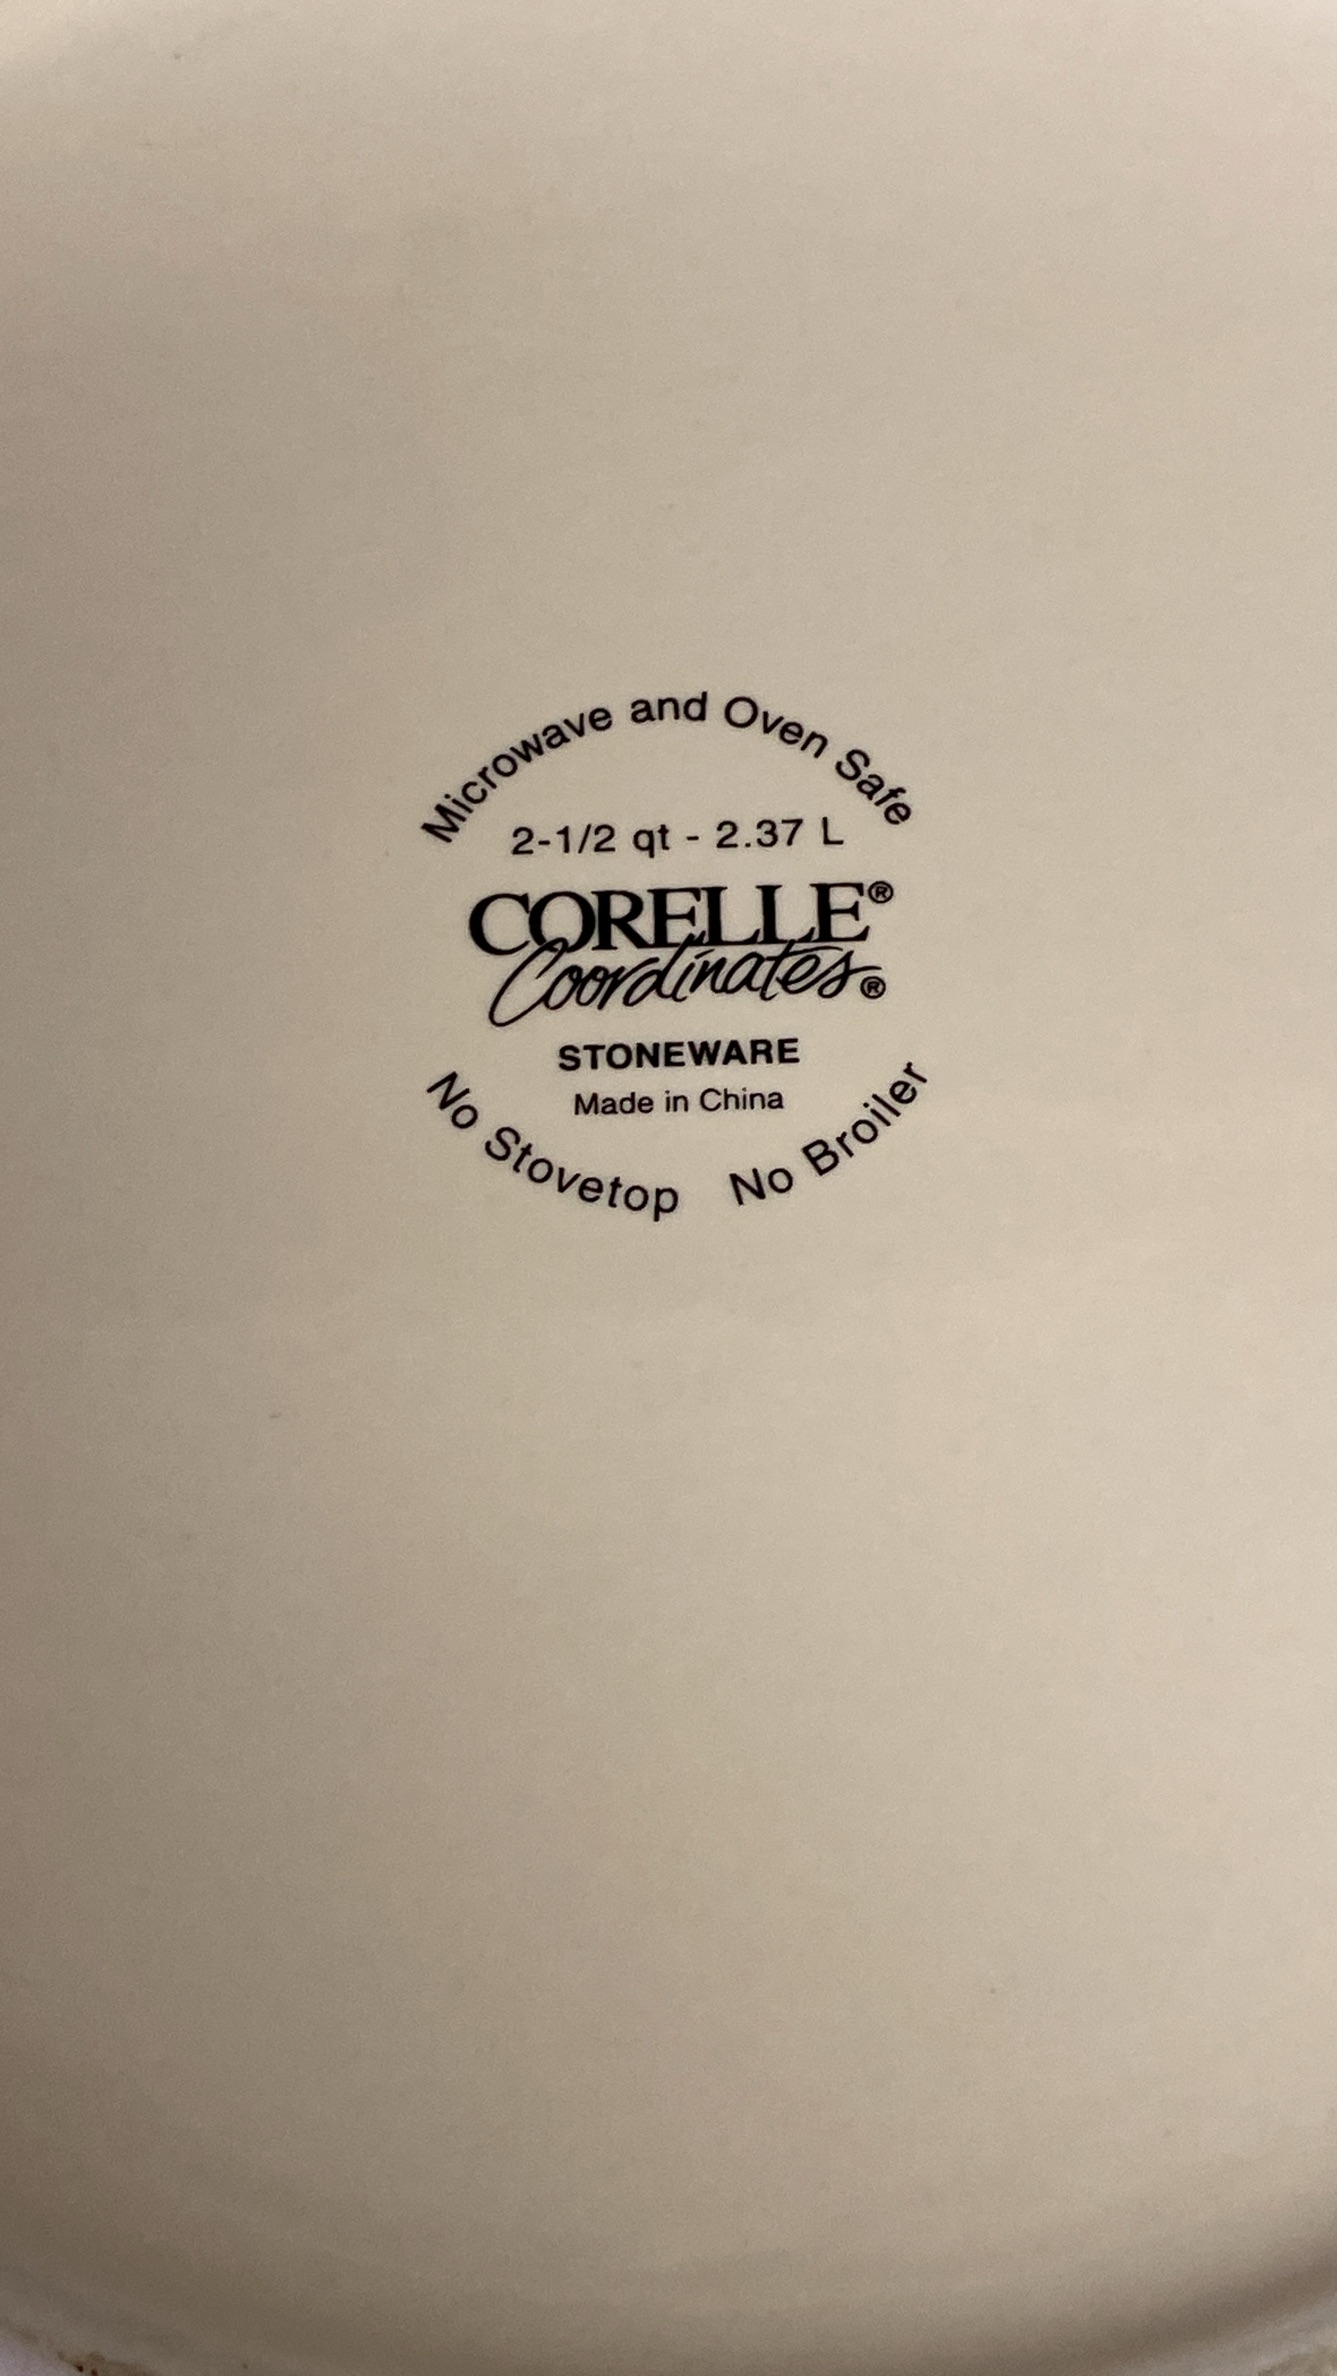 Microwave and Oven Safe
2-1/2 qt - 2.37 L
CORELLE®
Coordinates®
STONEWARE
Made in China
No Stovetop No Broiler